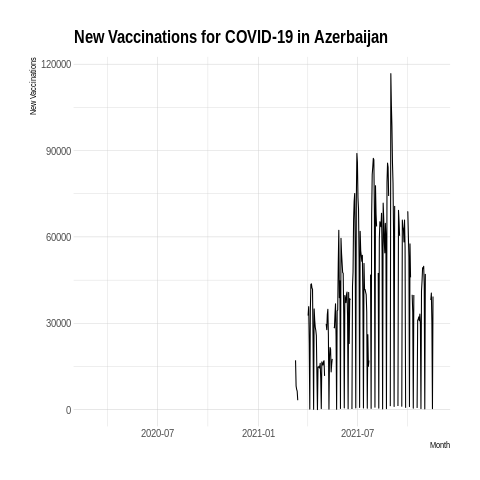 New Vaccinations for COVID-19 in Azerbaijan
New Vaccinations
120000
90000
60000
30000
0
2020-07
2021-01
2021-07
Month